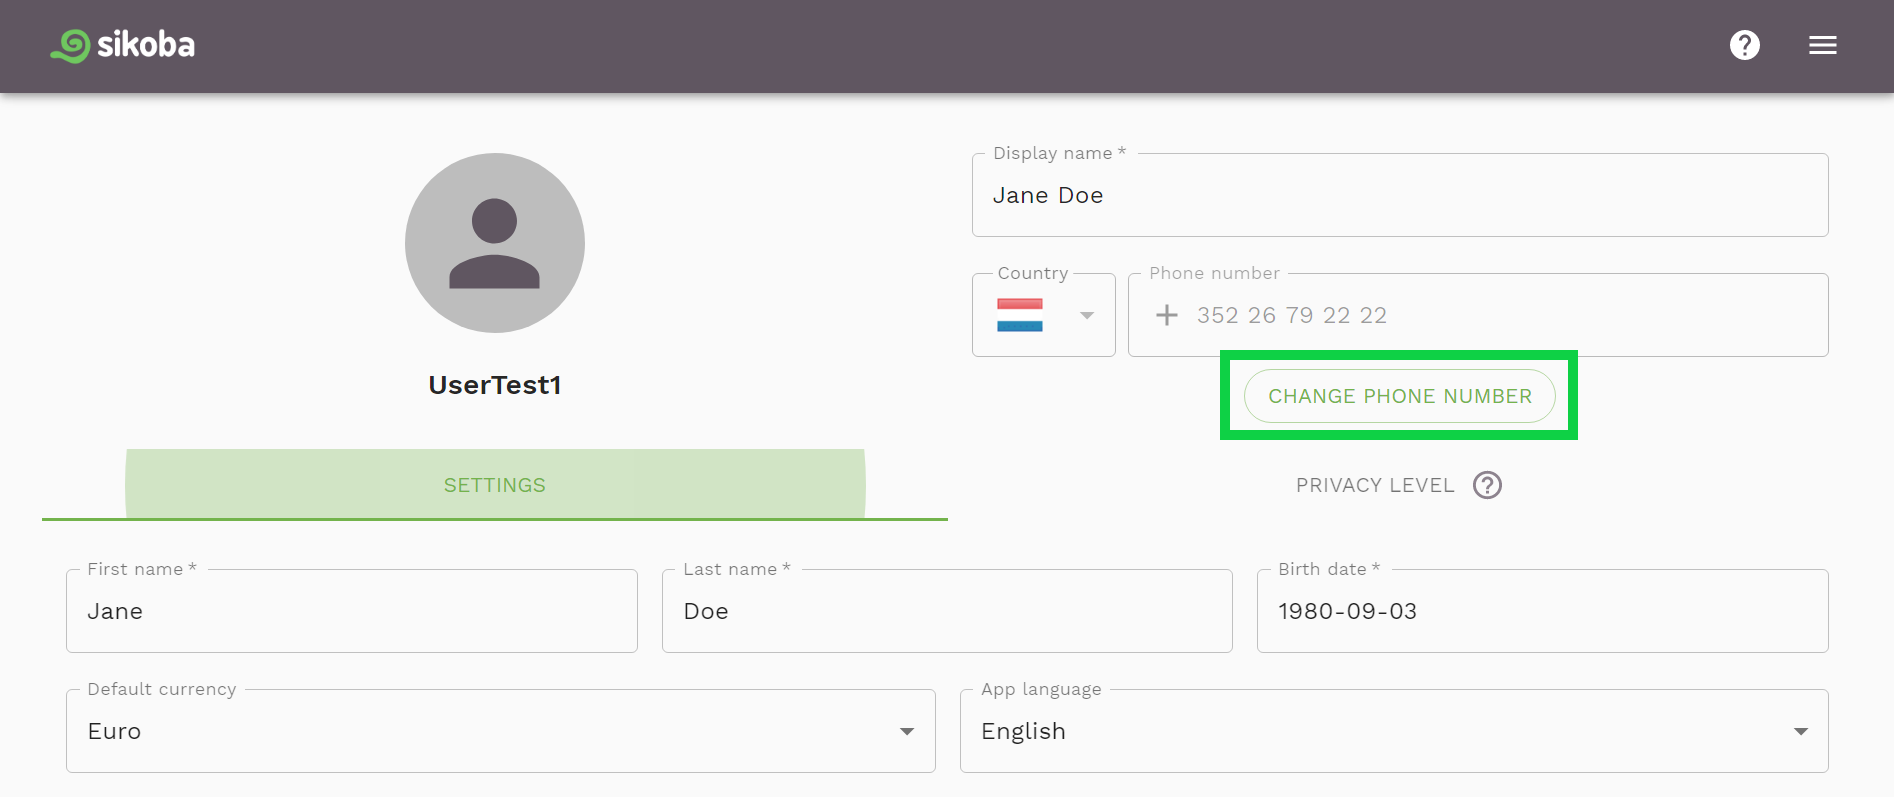 sikoba
Display name *
Jane Doe
Country
Phone number
+ 352 26 79 22 22
CHANGE PHONE NUMBER
UserTest1
SETTINGS
PRIVACY LEVEL ?
First name *
Jane
Last name *
Doe
Birth date *
1980-09-03
Default currency
Euro
App language
English